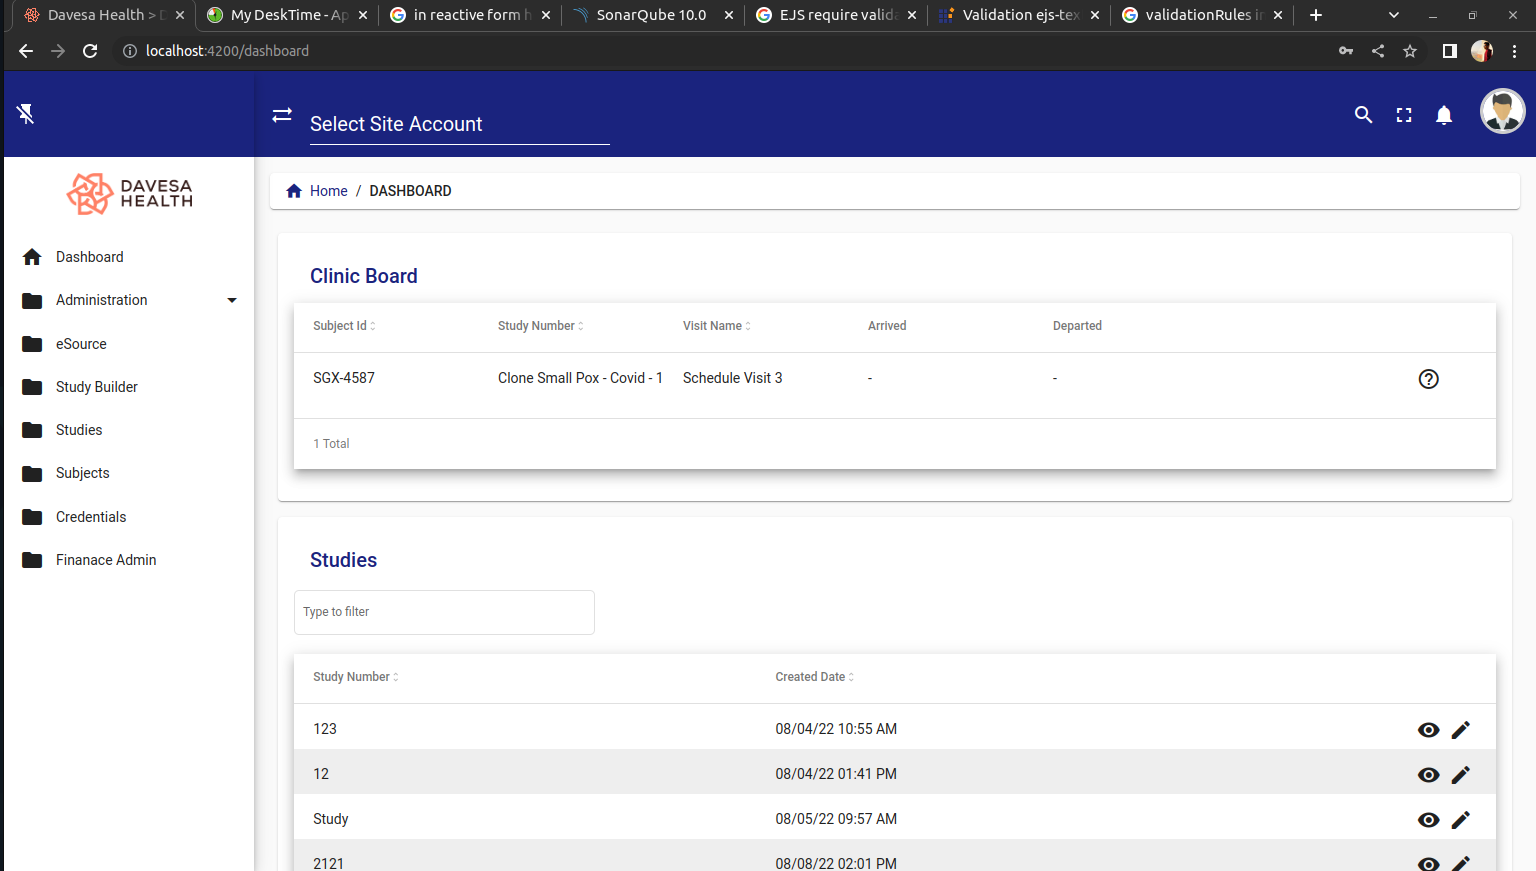 Davesa Health > D
My DeskTime - Ap
in reactive form h
SonarQube 10.0
EJS require valida
Validation ejs-tex
validationRules in
localhost:4200/dashboard
Select Site Account
DAVESA
HEALTH
Dashboard
Administration
eSource
Study Builder
Studies
Subjects
Credentials
Finanace Admin
Home / DASHBOARD
Clinic Board
Subject Id Study Number Visit Name Arrived Departed
SGX-4587 Clone Small Pox - Covid - 1 Schedule Visit 3 - -
1 Total
Studies
Type to filter
Study Number Created Date
123 08/04/22 10:55 AM
12 08/04/22 01:41 PM
Study 08/05/22 09:57 AM
2121 08/08/22 02:01 PM